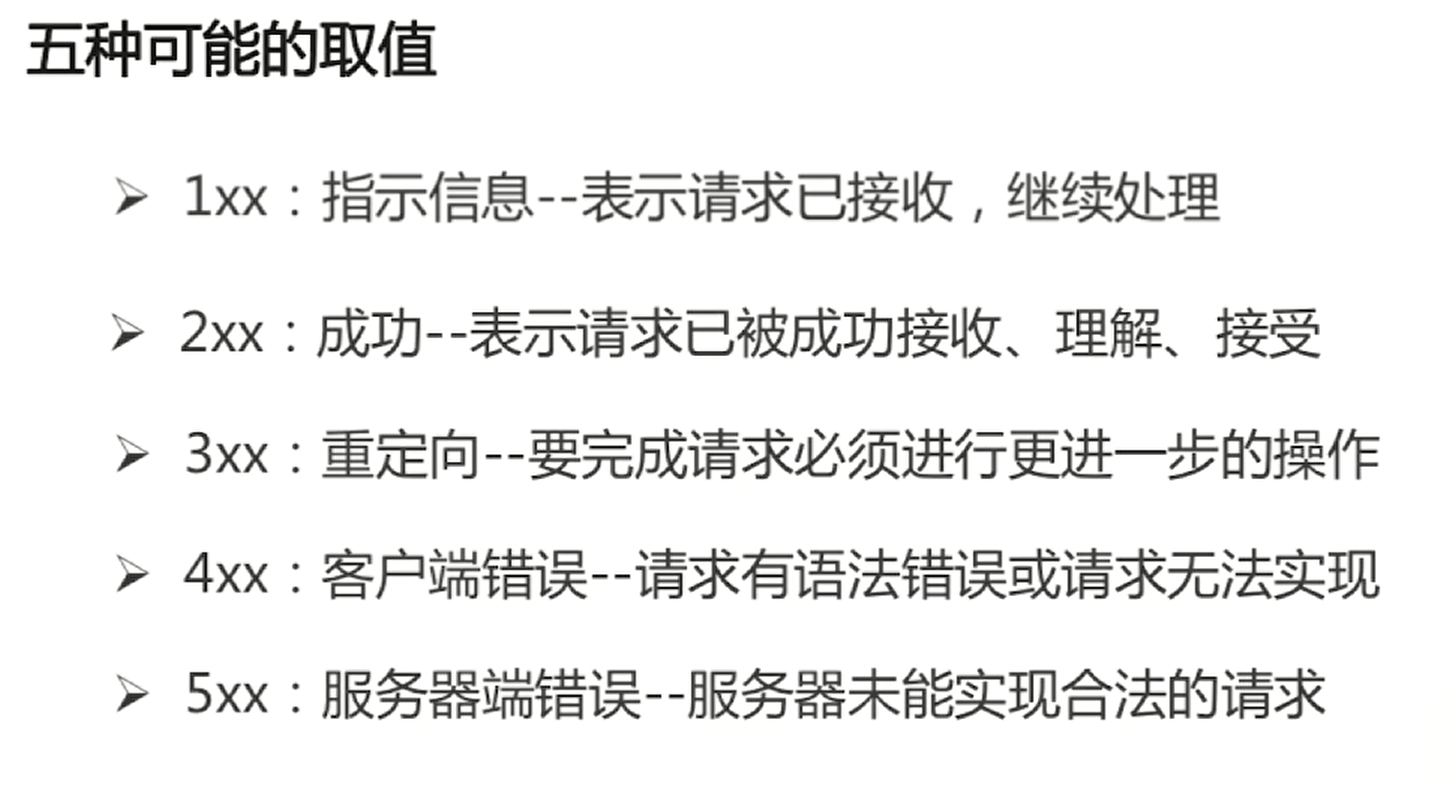 五种可能的取值
➢ 1xx：指示信息--表示请求已接收，继续处理
➢ 2xx：成功--表示请求已被成功接收、理解、接受
➢ 3xx：重定向--要完成请求必须进行更进一步的操作
➢ 4xx：客户端错误--请求有语法错误或请求无法实现
➢ 5xx：服务器端错误--服务器未能实现合法的请求